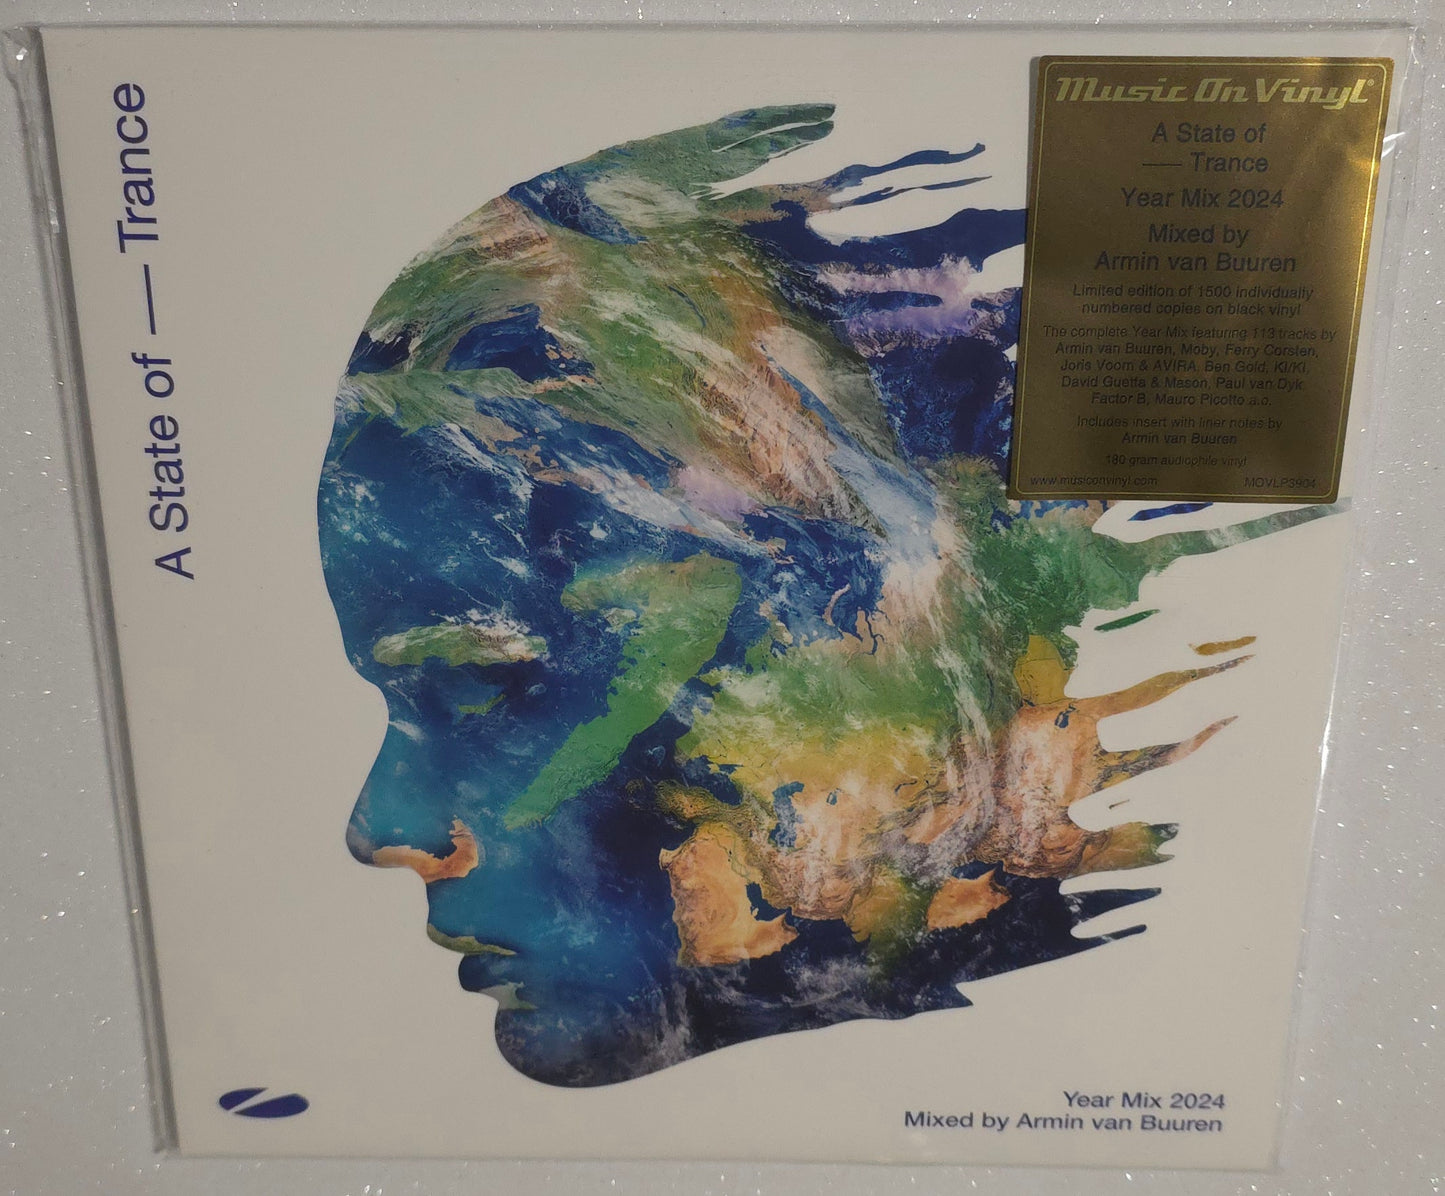 A State of — Trance
Music On Vinyl®
A State of
— Trance
Year Mix 2024
Mixed by
Armin van Buuren
Limited edition of 1500 individually
numbered copies on black vinyl
The complete Year Mix featuring 113 tracks by
Armin van Buuren, Moby, Ferry Corsten,
Joris Voorn & AVIRA, Ben Gold, KI/KI,
David Guetta & Mason, Paul van Dyk,
Factor B, Mauro Picotto a.o.
Includes insert with liner notes by
Armin van Buuren
180 gram audiophile vinyl
www.musiconvinyl.com MOVLP3904
Year Mix 2024
Mixed by Armin van Buuren